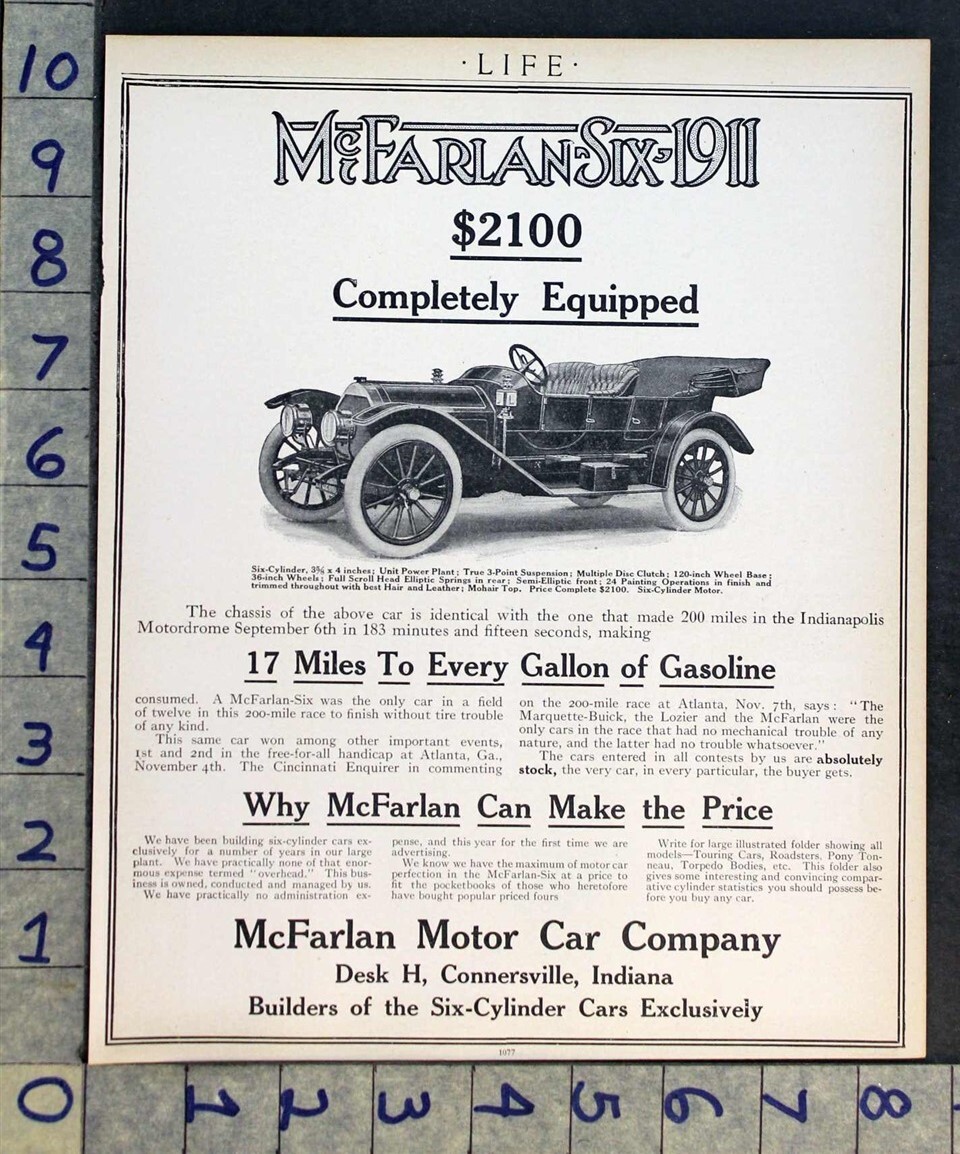 · LIFE ·
McFARLAN-SIX-1911
$2100
Completely Equipped
Six-Cylinder, 3⅝ x 4 inches; Unit Power Plant; True 3-Point Suspension; Multiple Disc Clutch; 120-inch Wheel Base;
36-inch Wheels; Full Scroll Head Elliptic Springs in rear; Semi-Elliptic front; 24 Painting Operations in finish and
trimmed throughout with best Hair and Leather; Mohair Top. Price Complete $2100. Six-Cylinder Motor.
The chassis of the above car is identical with the one that made 200 miles in the Indianapolis
Motordrome September 6th in 183 minutes and fifteen seconds, making
17 Miles To Every Gallon of Gasoline
consumed. A McFarlan-Six was the only car in a field
of twelve in this 200-mile race to finish without tire trouble
of any kind.
This same car won among other important events,
1st and 2nd in the free-for-all handicap at Atlanta, Ga.,
November 4th. The Cincinnati Enquirer in commenting
on the 200-mile race at Atlanta, Nov. 7th, says: "The
Marquette-Buick, the Lozier and the McFarlan were the
only cars in the race that had no mechanical trouble of any
nature, and the latter had no trouble whatsoever."
The cars entered in all contests by us are absolutely
stock, the very car, in every particular, the buyer gets.
Why McFarlan Can Make the Price
We have been building six-cylinder cars ex-
clusively for a number of years in our large
plant. We have practically none of that enor-
mous expense termed "overhead." This bus-
iness is owned, conducted and managed by us.
We have practically no administration ex-
pense, and this year for the first time we are
advertising.
We know we have the maximum of motor car
perfection in the McFarlan-Six at a price to
fit the pocketbooks of those who heretofore
have bought popular priced fours
Write for large illustrated folder showing all
models—Touring Cars, Roadsters, Pony Ton-
neau, Torpedo Bodies, etc. This folder also
gives some interesting and convincing compar-
ative cylinder statistics you should possess be-
fore you buy any car.
McFarlan Motor Car Company
Desk H, Connersville, Indiana
Builders of the Six-Cylinder Cars Exclusively
1077
10
9
8
7
6
5
4
3
2
1
0
1
2
3
4
5
6
7
8